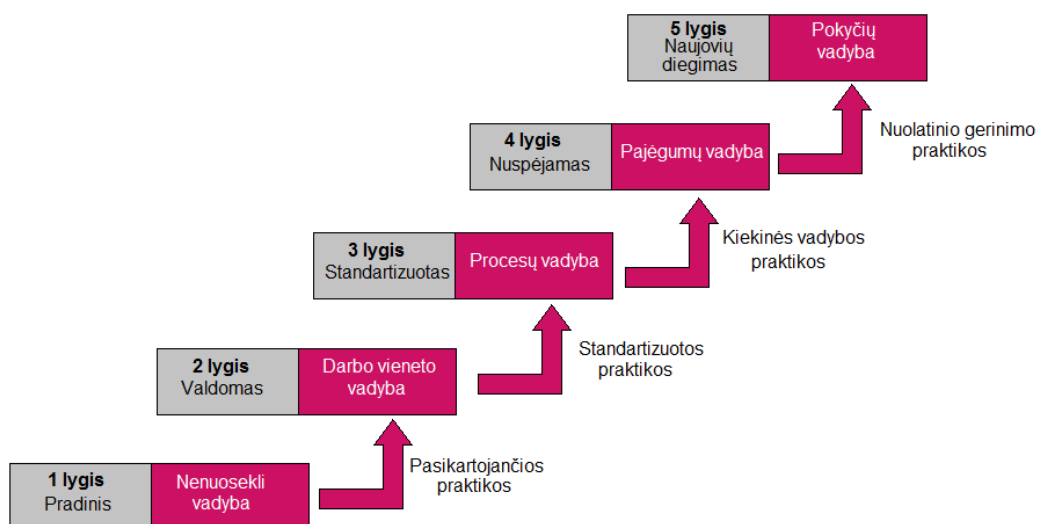 5 lygis
Naujovių
diegimas
Pokyčių
vadyba
4 lygis
Nuspėjamas
Pajėgumų vadyba
Nuolatinio gerinimo
praktikos
3 lygis
Standartizuotas
Procesų vadyba
Kiekinės vadybos
praktikos
2 lygis
Valdomas
Darbo vieneto
vadyba
Standartizuotos
praktikos
1 lygis
Pradinis
Nenuosekli
vadyba
Pasikartojančios
praktikos